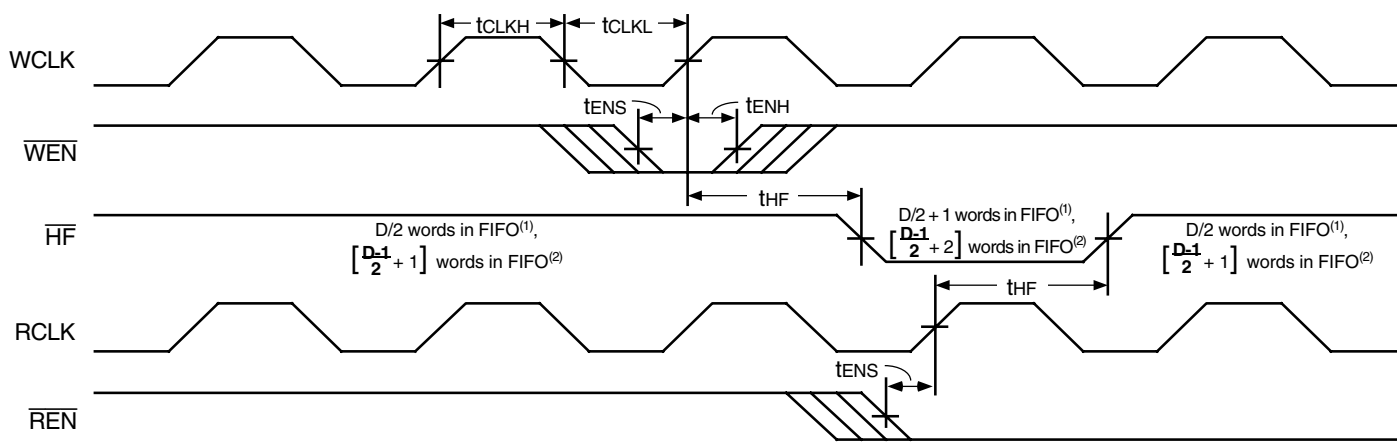 tCLKH
tCLKL
WCLK
tENS
tENH
WEN
tHF
HF
D/2 words in FIFO(1),
[D-1/2 + 1] words in FIFO(2)
D/2 + 1 words in FIFO(1),
[D-1/2 + 2] words in FIFO(2)
D/2 words in FIFO(1),
[D-1/2 + 1] words in FIFO(2)
tHF
RCLK
tENS
REN